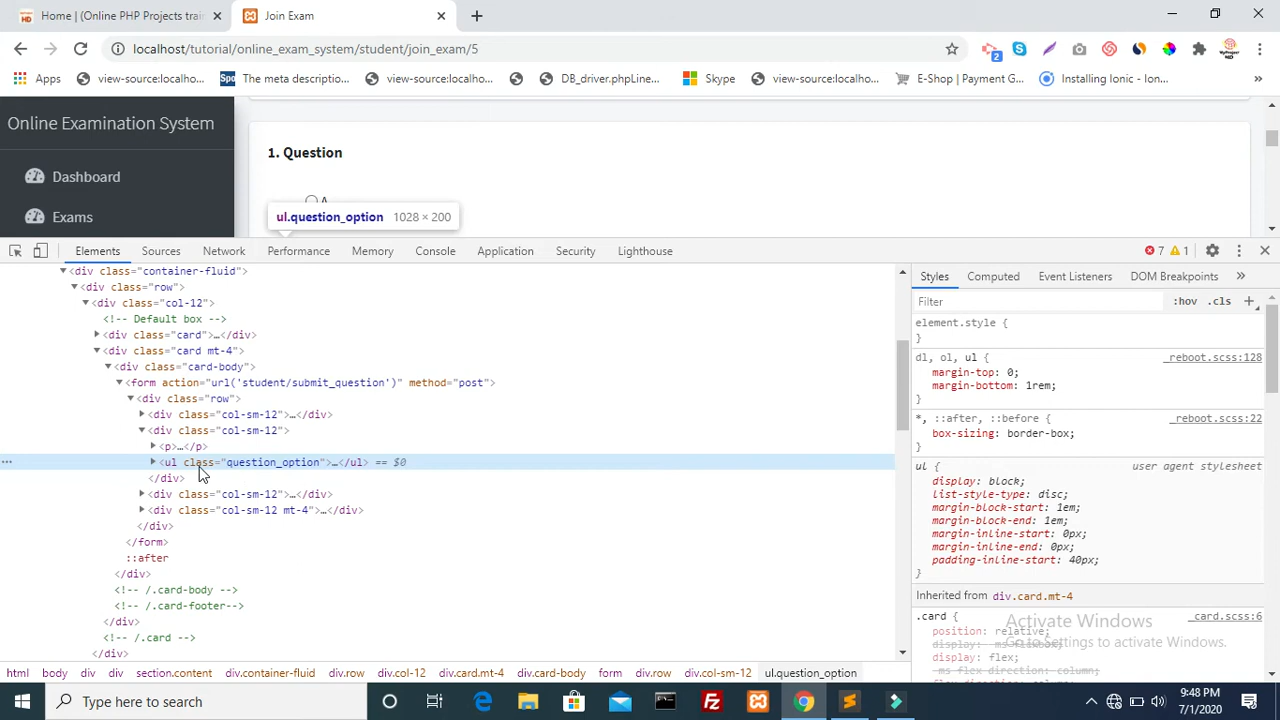 Home | (Online PHP Projects train
Join Exam
localhost/tutorial/online_exam_system/student/join_exam/5
2
Apps
view-source:localho...
Spo
The meta descriptio...
view-source:localho...
DB_driver.phpLine...
Skype
view-source:localho...
E-Shop | Payment G...
Installing Ionic - Ion...
»
Online Examination System
Dashboard
Exams
1. Question
A
ul.question_option 1028 × 200
Elements Sources Network Performance Memory Console Application Security Lighthouse 7 1
<div class="container-fluid">
<div class="row">
<div class="col-12">
<!-- Default box -->
<div class="card">…</div>
<div class="card mt-4">
<div class="card-body">
<form action="url('student/submit_question')" method="post">
<div class="row">
<div class="col-sm-12">…</div>
<div class="col-sm-12">
<p>…</p>
<ul class="question_option">…</ul> == $0
</div>
<div class="col-sm-12">…</div>
<div class="col-sm-12 mt-4">…</div>
</div>
</form>
::after
</div>
<!-- /.card-body -->
<!-- /.card-footer-->
</div>
<!-- /.card -->
</div>
html body div div section.content div.container-fluid div.row div.col-12 div.card.mt-4 div.card-body form div.row div.col-sm-12 ul.question_option
Styles Computed Event Listeners DOM Breakpoints »
Filter :hov .cls +
element.style {
}
dl, ol, ul { _reboot.scss:128
margin-top: 0;
margin-bottom: 1rem;
}
*, ::after, ::before { _reboot.scss:22
box-sizing: border-box;
}
ul { user agent stylesheet
display: block;
list-style-type: disc;
margin-block-start: 1em;
margin-block-end: 1em;
margin-inline-start: 0px;
margin-inline-end: 0px;
padding-inline-start: 40px;
}
Inherited from div.card.mt-4
.card { _card.scss:6
position: relative;
display: -ms-flexbox;
display: flex;
-ms-flex-direction: column;
Activate Windows
Go to Settings to activate Windows.
Type here to search
9:48 PM
7/1/2020